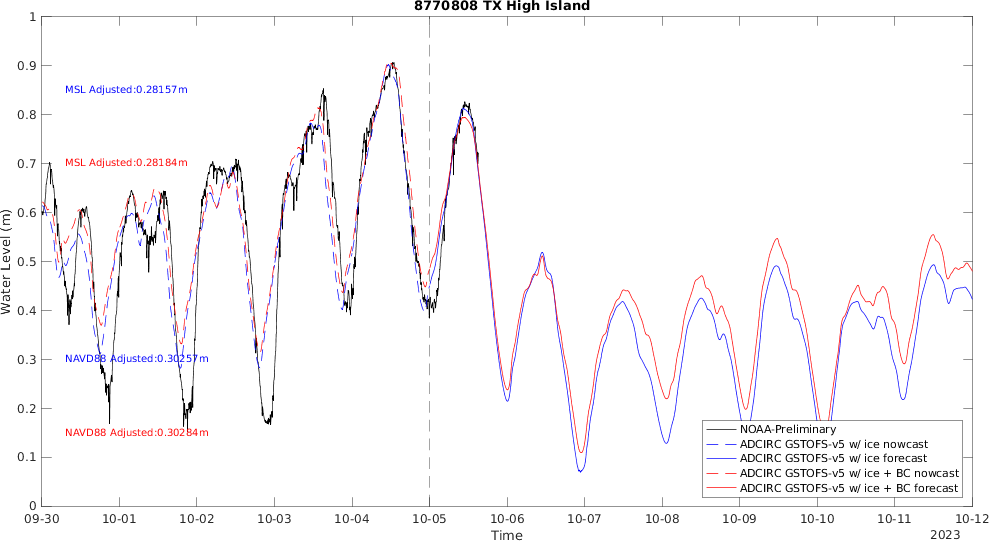 8770808 TX High Island
1
0.9
0.8
0.7
0.6
0.5
0.4
0.3
0.2
0.1
0
Water Level (m)
MSL Adjusted:0.28157m
MSL Adjusted:0.28184m
NAVD88 Adjusted:0.30257m
NAVD88 Adjusted:0.30284m
NOAA-Preliminary
ADCIRC GSTOFS-v5 w/ ice nowcast
ADCIRC GSTOFS-v5 w/ ice forecast
ADCIRC GSTOFS-v5 w/ ice + BC nowcast
ADCIRC GSTOFS-v5 w/ ice + BC forecast
09-30 10-01 10-02 10-03 10-04 10-05 10-06 10-07 10-08 10-09 10-10 10-11 10-12
Time
2023